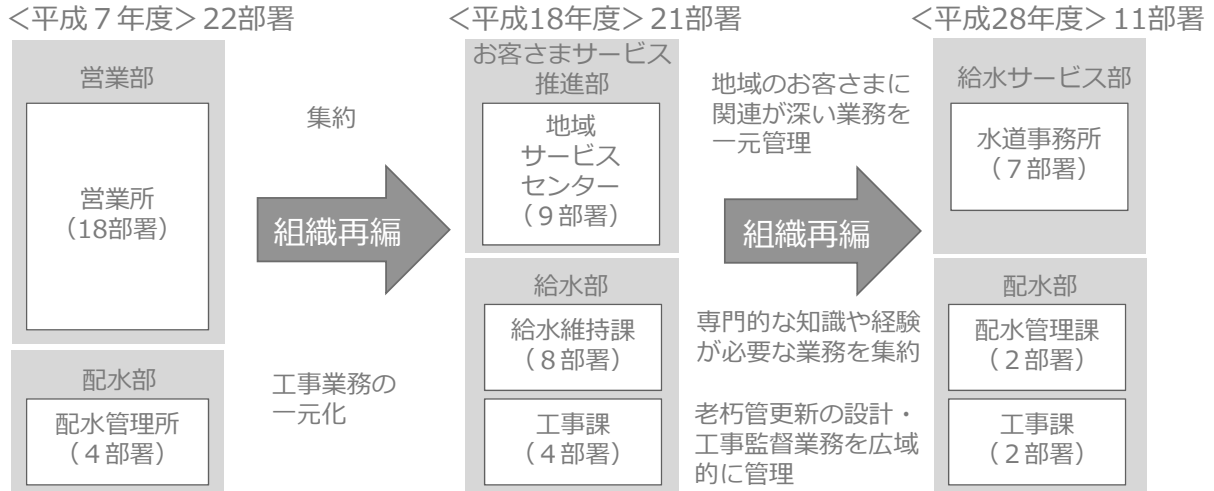 ＜平成７年度＞22部署
営業部
営業所
（18部署）
配水部
配水管理所
（４部署）
集約
組織再編
工事業務の
一元化
＜平成18年度＞21部署
お客さまサービス
推進部
地域
サービス
センター
（９部署）
給水部
給水維持課
（８部署）
工事課
（４部署）
地域のお客さまに
関連が深い業務を
一元管理
組織再編
専門的な知識や経験
が必要な業務を集約
老朽管更新の設計・
工事監督業務を広域
的に管理
＜平成28年度＞11部署
給水サービス部
水道事務所
（７部署）
配水部
配水管理課
（２部署）
工事課
（２部署）